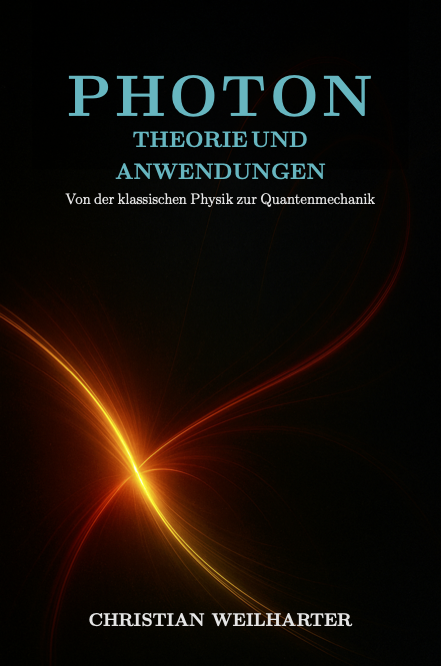 PHOTON
THEORIE UND
ANWENDUNGEN
Von der klassischen Physik zur Quantenmechanik
CHRISTIAN WEILHARTER